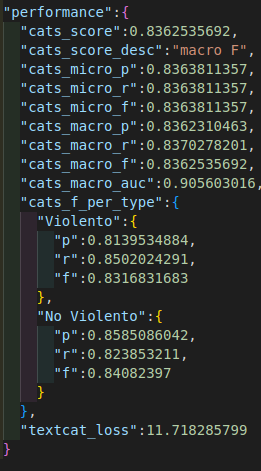 "performance":{
"cats_score":0.8362535692,
"cats_score_desc":"macro F",
"cats_micro_p":0.8363811357,
"cats_micro_r":0.8363811357,
"cats_micro_f":0.8363811357,
"cats_macro_p":0.8362310463,
"cats_macro_r":0.8370278201,
"cats_macro_f":0.8362535692,
"cats_macro_auc":0.905603016,
"cats_f_per_type":{
"Violento":{
"p":0.8139534884,
"r":0.8502024291,
"f":0.8316831683
},
"No Violento":{
"p":0.8585086042,
"r":0.823853211,
"f":0.84082397
}
},
"textcat_loss":11.718285799
}